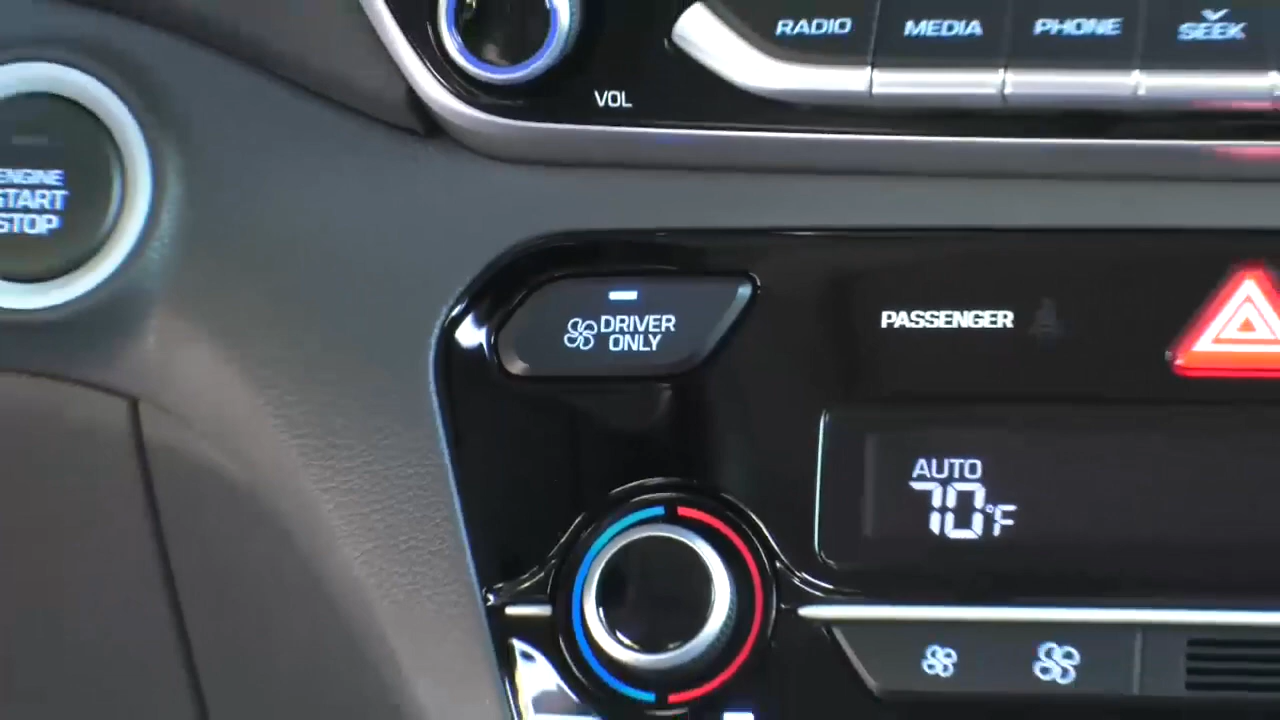 RADIO
MEDIA
PHONE
SEEK
VOL
ENGINE
START
STOP
DRIVER
ONLY
PASSENGER
AUTO
70°F